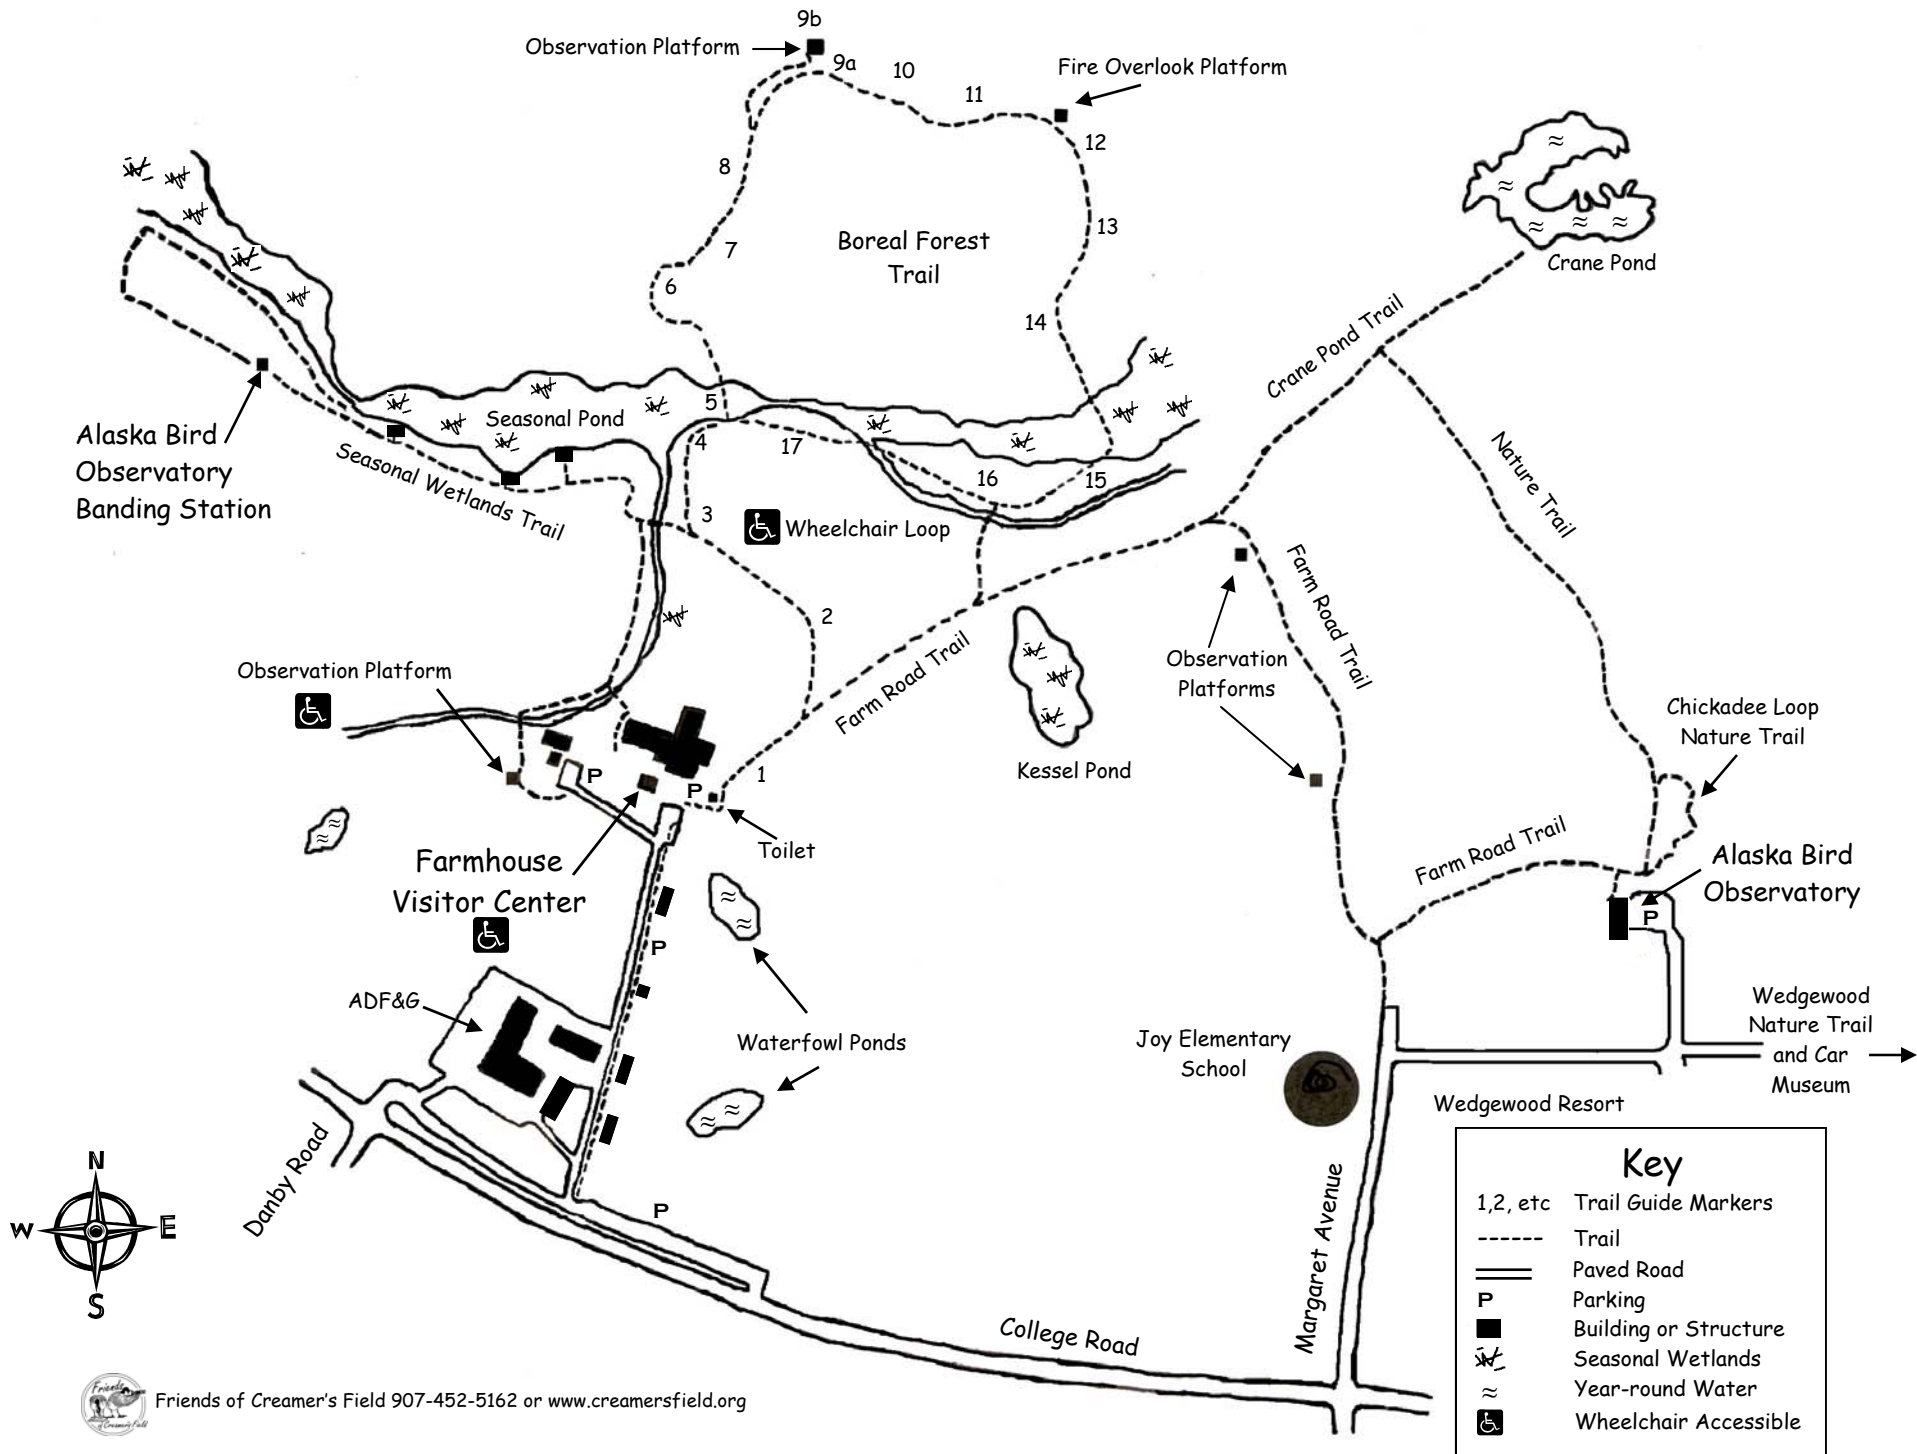 9b
Observation Platform
9a
10
11
Fire Overlook Platform
12
8
13
7
Boreal Forest
Trail
6
14
Crane Pond
Crane Pond Trail
5
Seasonal Pond
4
17
Alaska Bird
Observatory
Banding Station
Seasonal Wetlands Trail
16
15
Nature Trail
3
Wheelchair Loop
2
Farm Road Trail
Farm Road Trail
Observation
Platforms
Observation Platform
Kessel Pond
Chickadee Loop
Nature Trail
P
P
1
Toilet
Farmhouse
Visitor Center
Farm Road Trail
Alaska Bird
Observatory
P
P
ADF&G
Waterfowl Ponds
Joy Elementary
School
Wedgewood
Nature Trail
and Car
Museum
Wedgewood Resort
Danby Road
P
Margaret Avenue
College Road
N
W
E
S
Key
1,2, etc Trail Guide Markers
Trail
Paved Road
P Parking
Building or Structure
Seasonal Wetlands
≈ Year-round Water
Wheelchair Accessible
Friends
of Creamer's Field
Friends of Creamer's Field 907-452-5162 or www.creamersfield.org